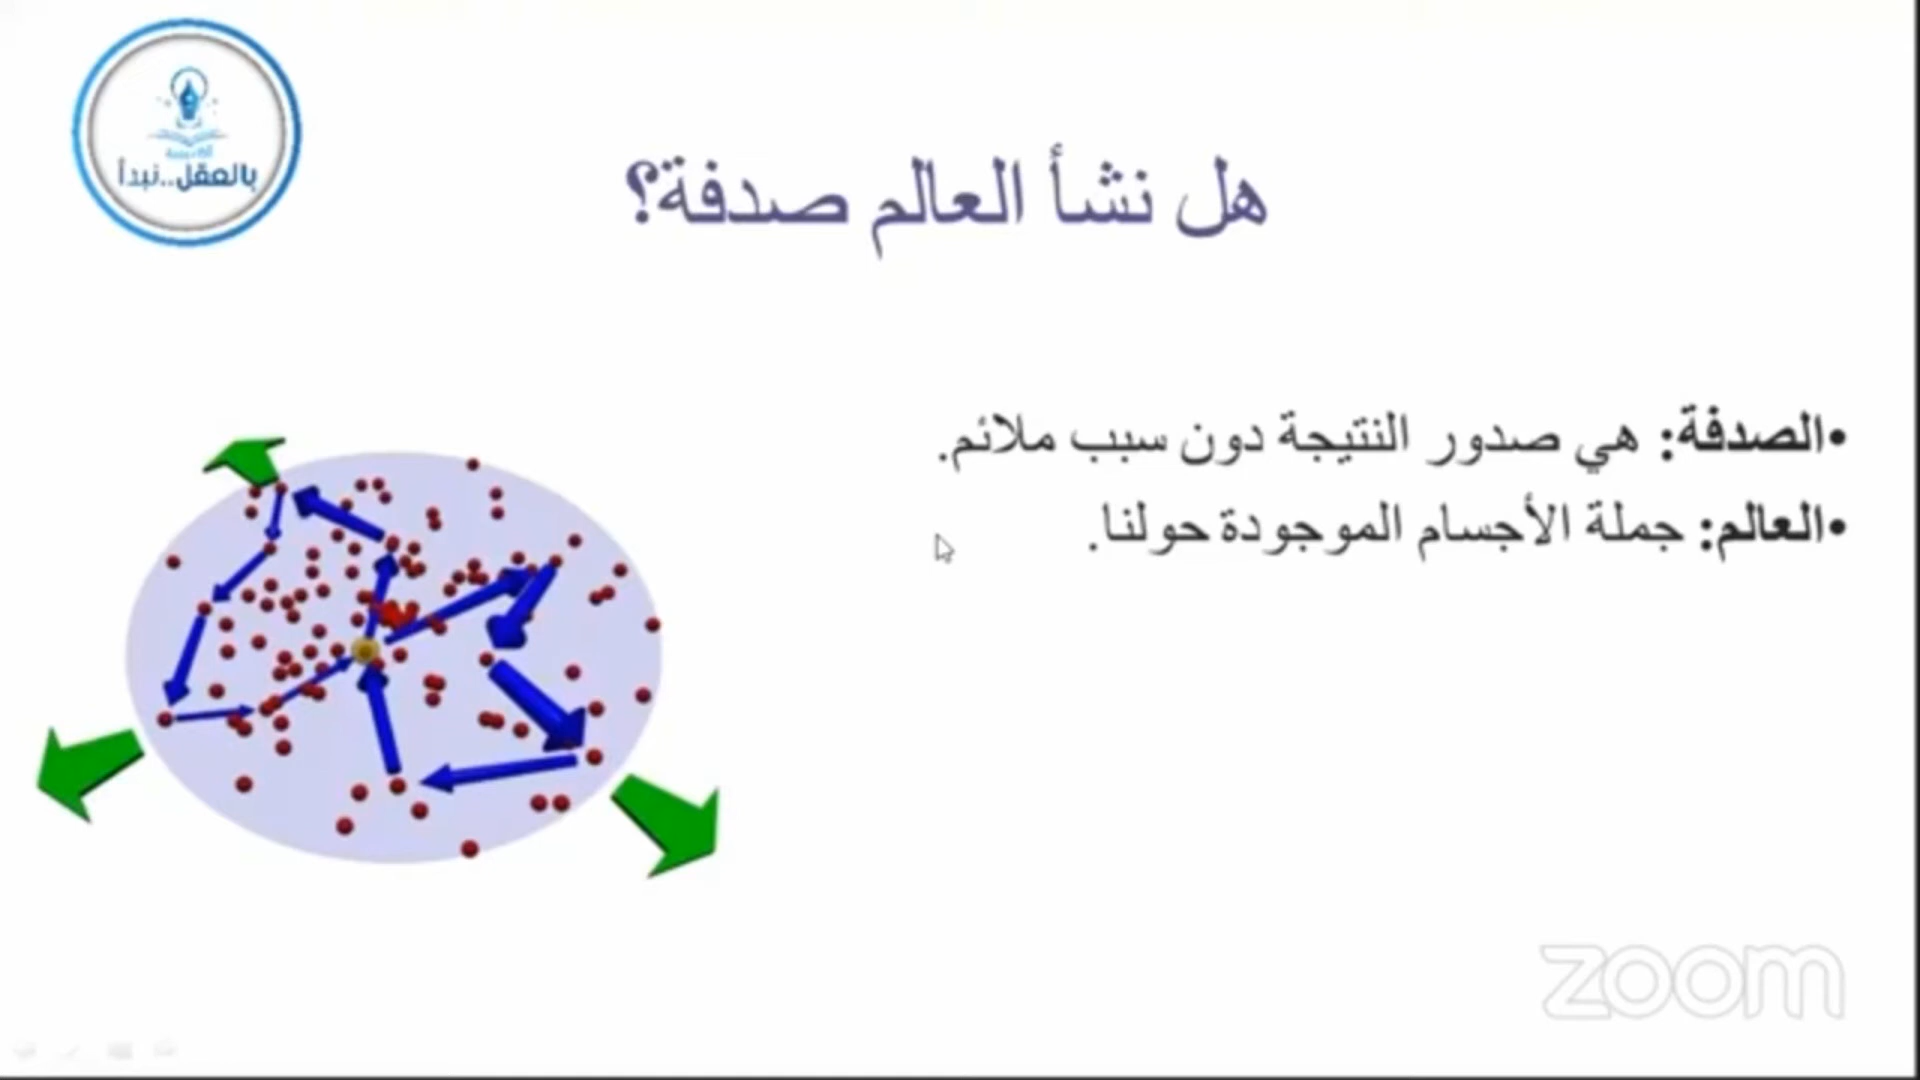 بالعقل..نبدأ
هل نشأ العالم صدفة؟
•الصدفة: هي صدور النتيجة دون سبب ملائم.
•العالم: جملة الأجسام الموجودة حولنا.
zoom